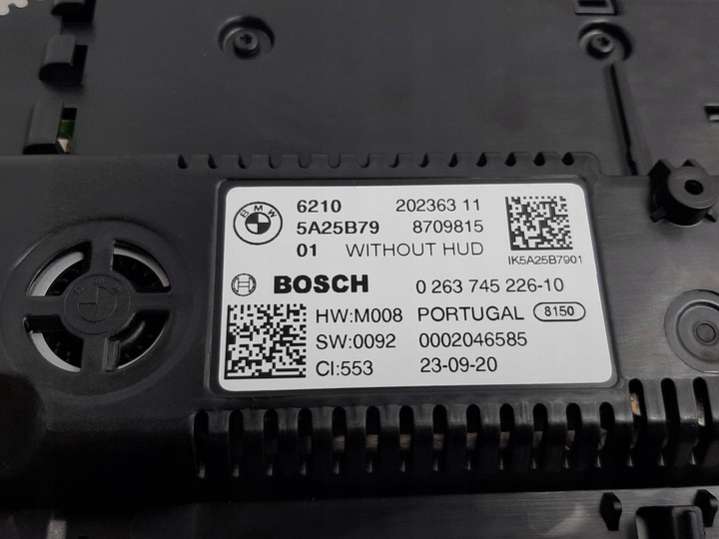 BMW
6210 202363 11
5A25B79 8709815
01 WITHOUT HUD
IK5A25B7901
BOSCH 0 263 745 226-10
HW:M008 PORTUGAL 8150
SW:0092 0002046585
CI:553 23-09-20